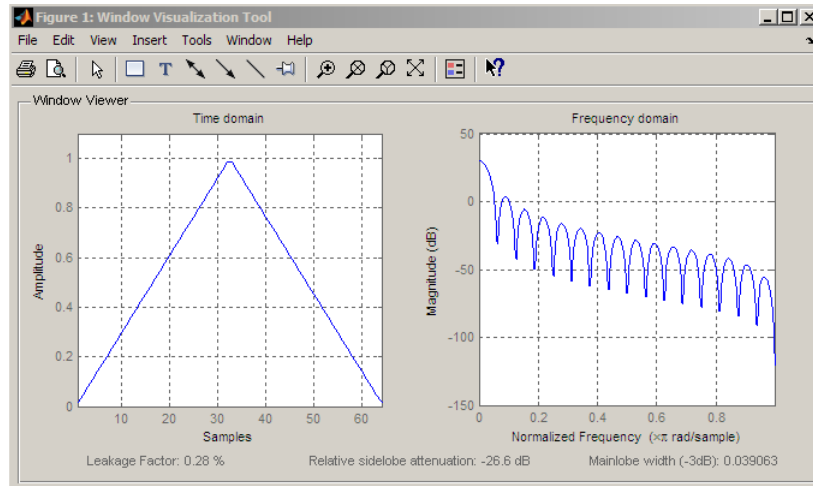 Figure 1: Window Visualization Tool
File Edit View Insert Tools Window Help
T
?
Window Viewer
Time domain
1
0.8
0.6
0.4
0.2
0
Amplitude
10 20 30 40 50 60
Samples
Frequency domain
50
0
-50
-100
-150
Magnitude (dB)
0 0.2 0.4 0.6 0.8
Normalized Frequency (×π rad/sample)
Leakage Factor: 0.28 % Relative sidelobe attenuation: -26.6 dB Mainlobe width (-3dB): 0.039063